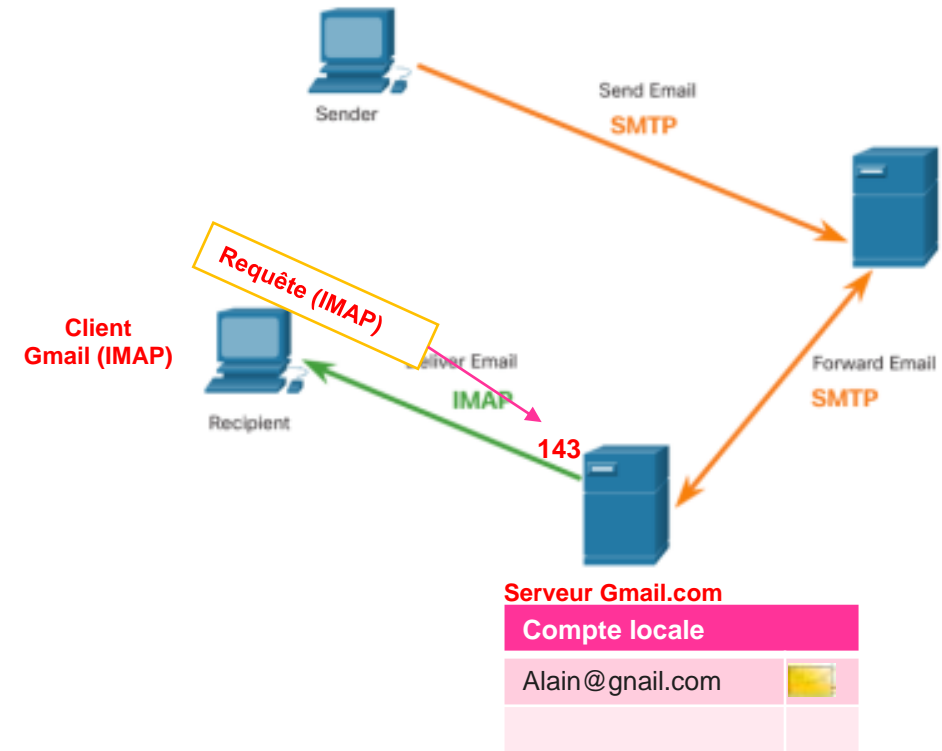 Sender
Send Email
SMTP
Requête (IMAP)
Client
Gmail (IMAP)
Deliver Email
IMAP
Recipient
Forward Email
SMTP
143
Serveur Gmail.com
Compte locale
Alain@gnail.com